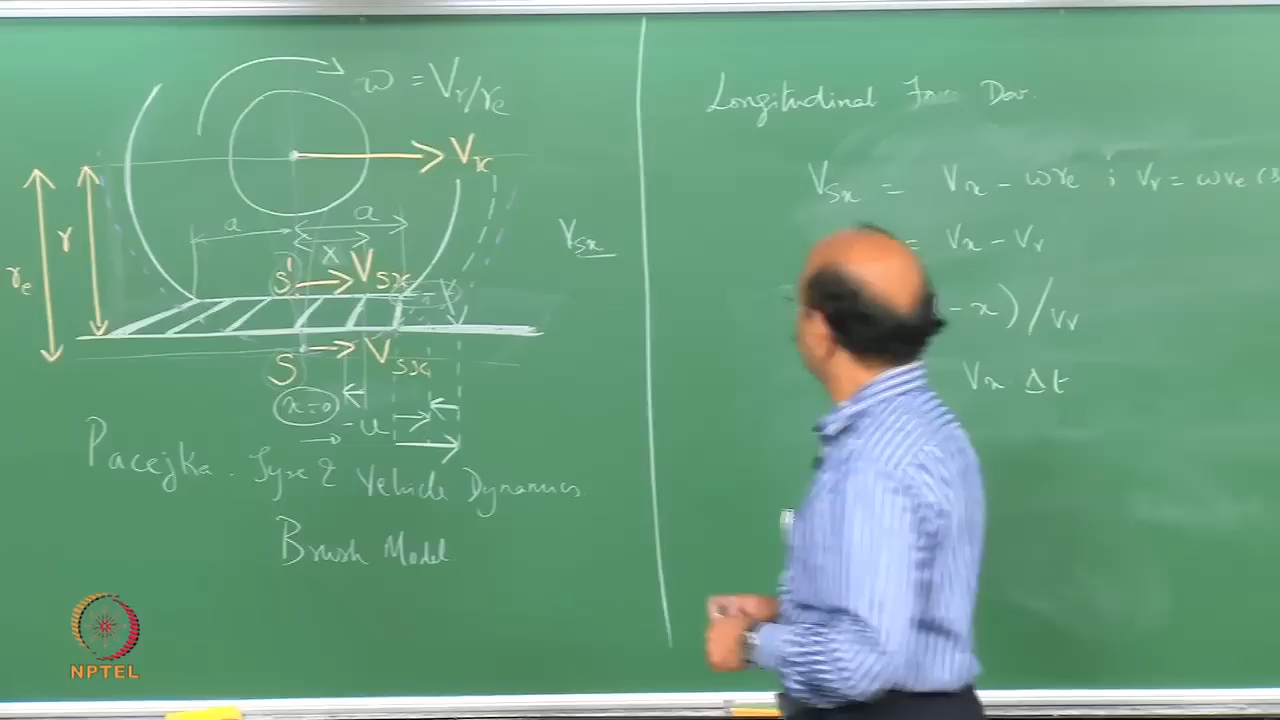 ω = Vr/re
Vx
a
a
x
r
re
S' Vsx
Vsx
S Vsx
x=0
-u
Pacejka - Tyre & Vehicle Dynamics.
Brush Model
Longitudinal Force Dev.
Vsx = Vx - ωre ; Vr = ωre
= Vx - Vr
- x) / Vr
Vx Δt
NPTEL